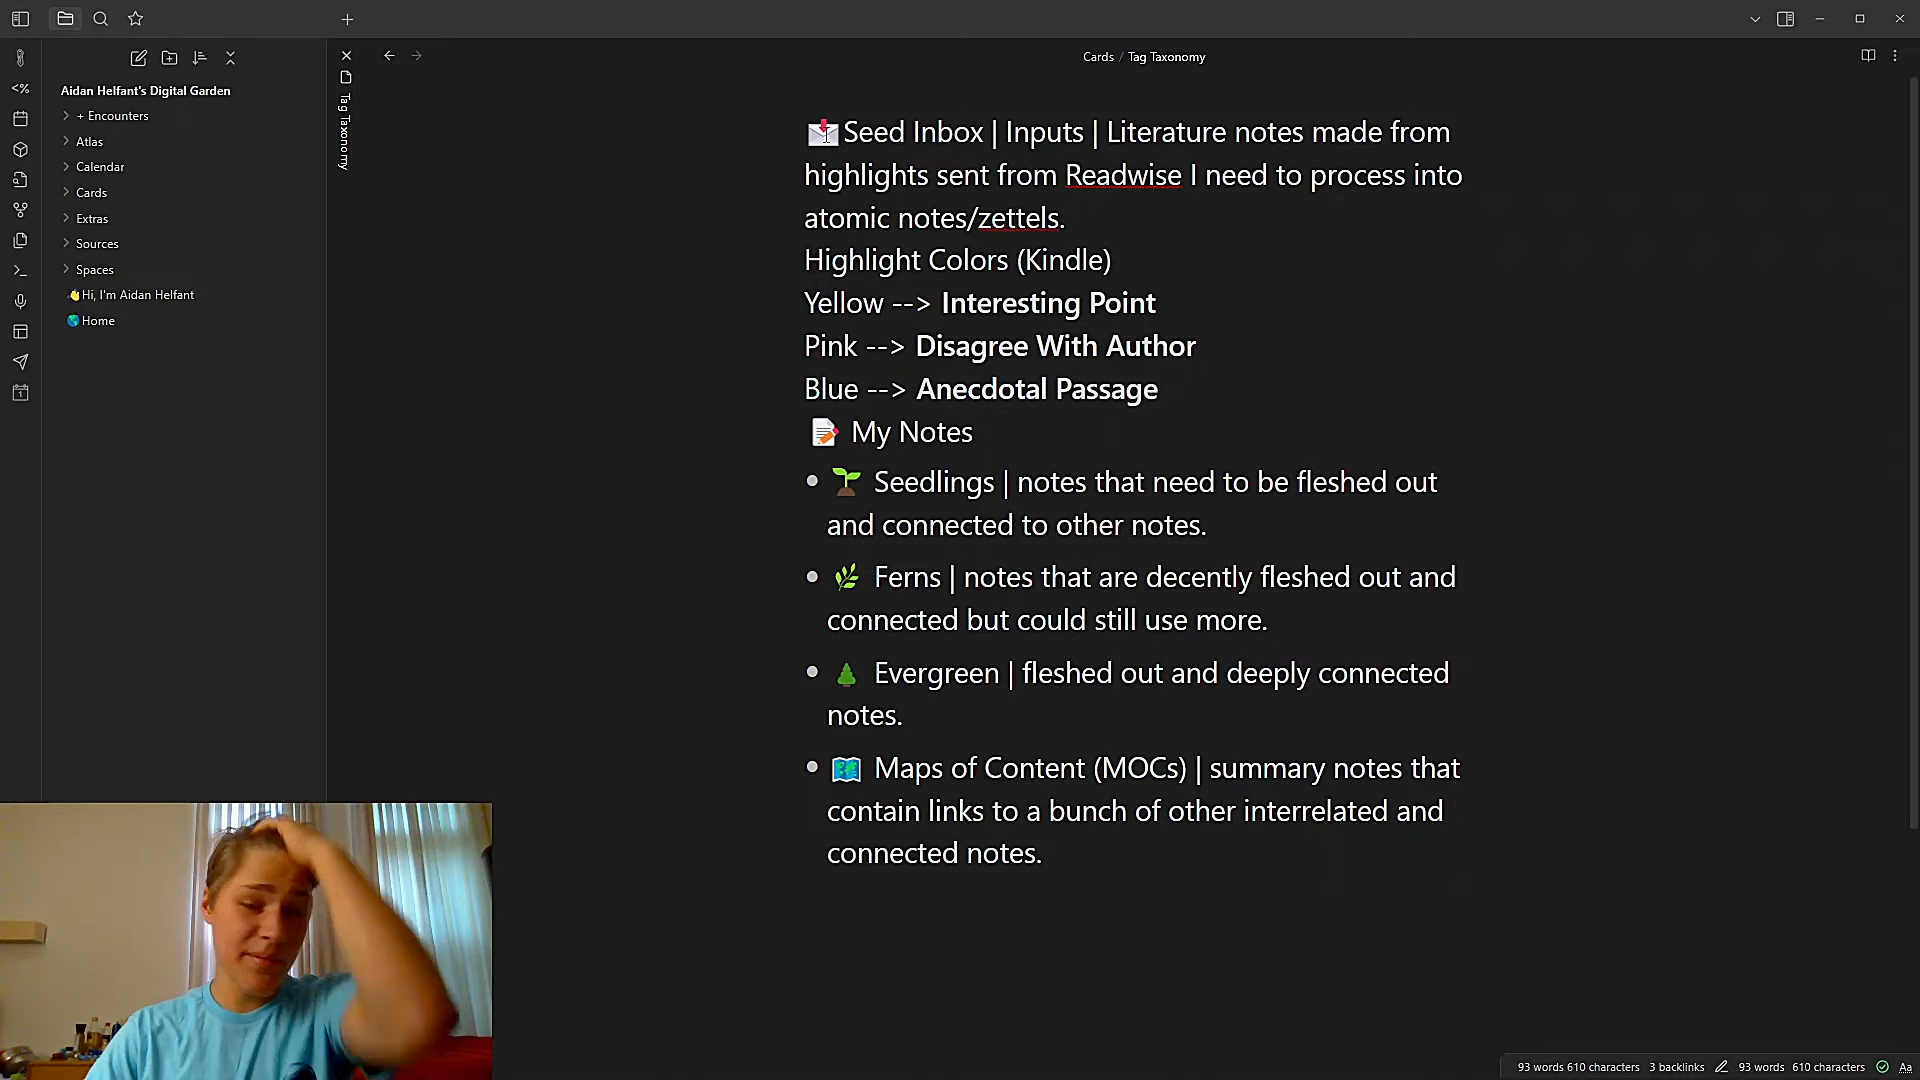 Aidan Helfant's Digital Garden
+ Encounters
Atlas
Calendar
Cards
Extras
Sources
Spaces
👋Hi, I'm Aidan Helfant
🌎Home
Tag Taxonomy
Cards / Tag Taxonomy
📩Seed Inbox | Inputs | Literature notes made from
highlights sent from Readwise I need to process into
atomic notes/zettels.
Highlight Colors (Kindle)
Yellow --> Interesting Point
Pink --> Disagree With Author
Blue --> Anecdotal Passage
📝 My Notes
• 🌱 Seedlings | notes that need to be fleshed out
and connected to other notes.
• 🌿 Ferns | notes that are decently fleshed out and
connected but could still use more.
• 🌲 Evergreen | fleshed out and deeply connected
notes.
• 🗺️ Maps of Content (MOCs) | summary notes that
contain links to a bunch of other interrelated and
connected notes.
93 words 610 characters 3 backlinks 93 words 610 characters Aa